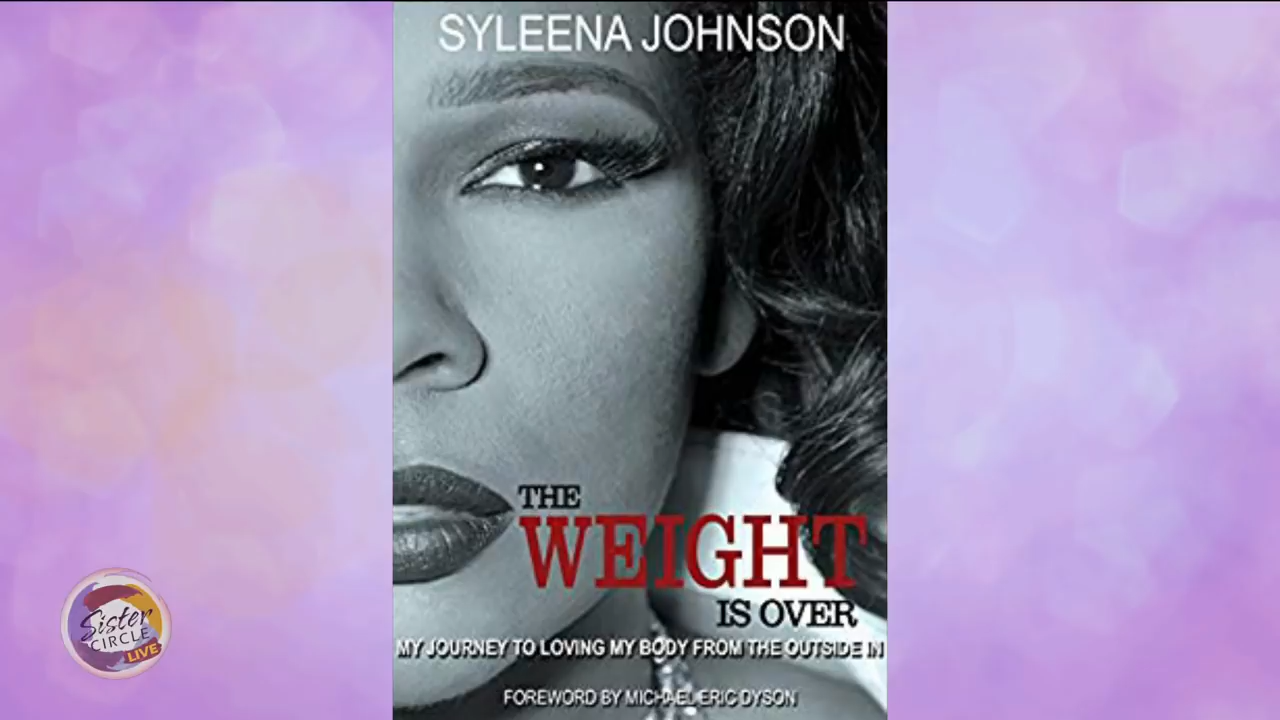 SYLEENA JOHNSON
THE
WEIGHT
IS OVER
MY JOURNEY TO LOVING MY BODY FROM THE OUTSIDE IN
FOREWORD BY MICHAEL ERIC DYSON
Sister
CIRCLE
LIVE